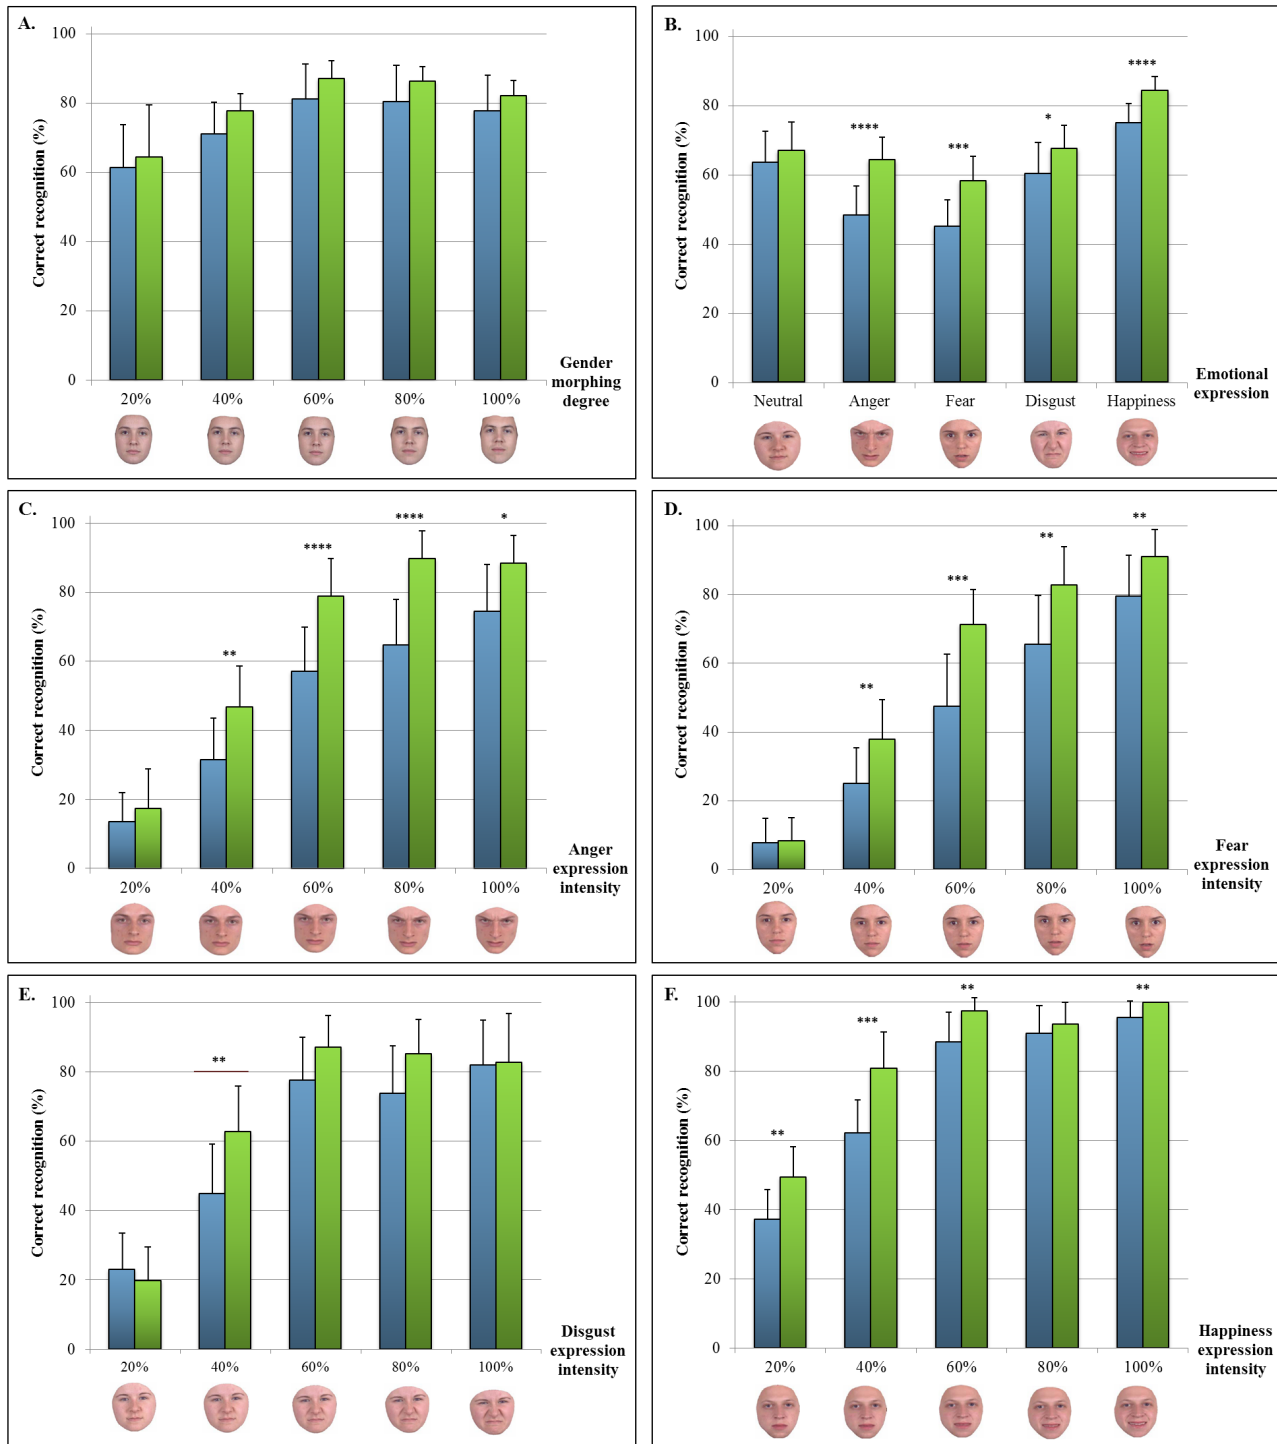 A.
Correct recognition (%)
100
80
60
40
20
0
20% 40% 60% 80% 100%
Gender
morphing
degree
B.
Correct recognition (%)
100
80
60
40
20
0
**** *** * ****
Neutral Anger Fear Disgust Happiness
Emotional
expression
C.
Correct recognition (%)
100
80
60
40
20
0
** **** **** *
20% 40% 60% 80% 100%
Anger
expression
intensity
D.
Correct recognition (%)
100
80
60
40
20
0
** *** ** **
20% 40% 60% 80% 100%
Fear
expression
intensity
E.
Correct recognition (%)
100
80
60
40
20
0
**
20% 40% 60% 80% 100%
Disgust
expression
intensity
F.
Correct recognition (%)
100
80
60
40
20
0
** *** ** **
20% 40% 60% 80% 100%
Happiness
expression
intensity